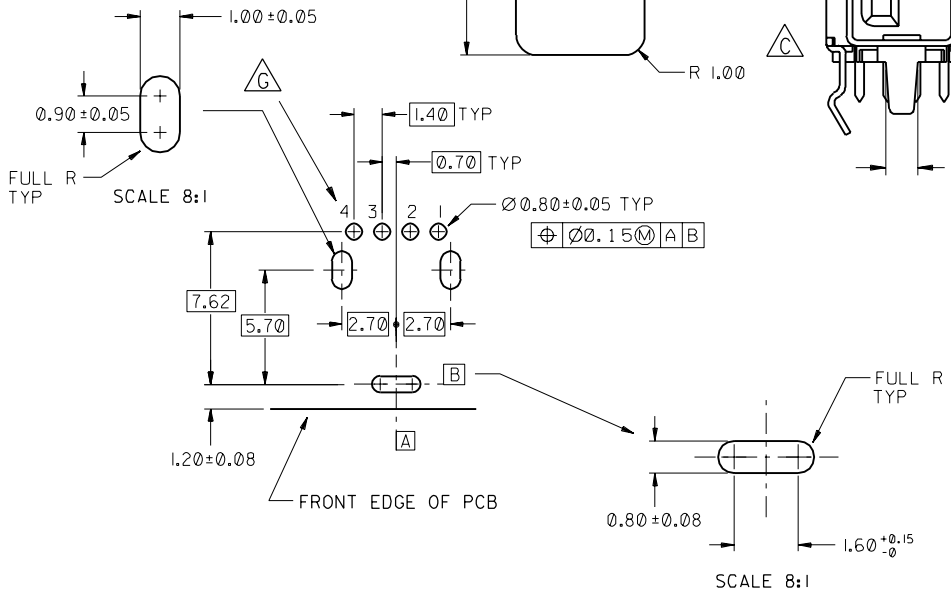 1.00±0.05
R 1.00
C
G
0.90±0.05
1.40 TYP
0.70 TYP
FULL R
TYP
SCALE 8:1
4 3 2 1
Ø0.80±0.05 TYP
⌖ Ø0.15Ⓜ A B
7.62
5.70
2.70 2.70
B
FULL R
TYP
A
1.20±0.08
FRONT EDGE OF PCB
0.80±0.08
1.60 +0.15 -0
SCALE 8:1